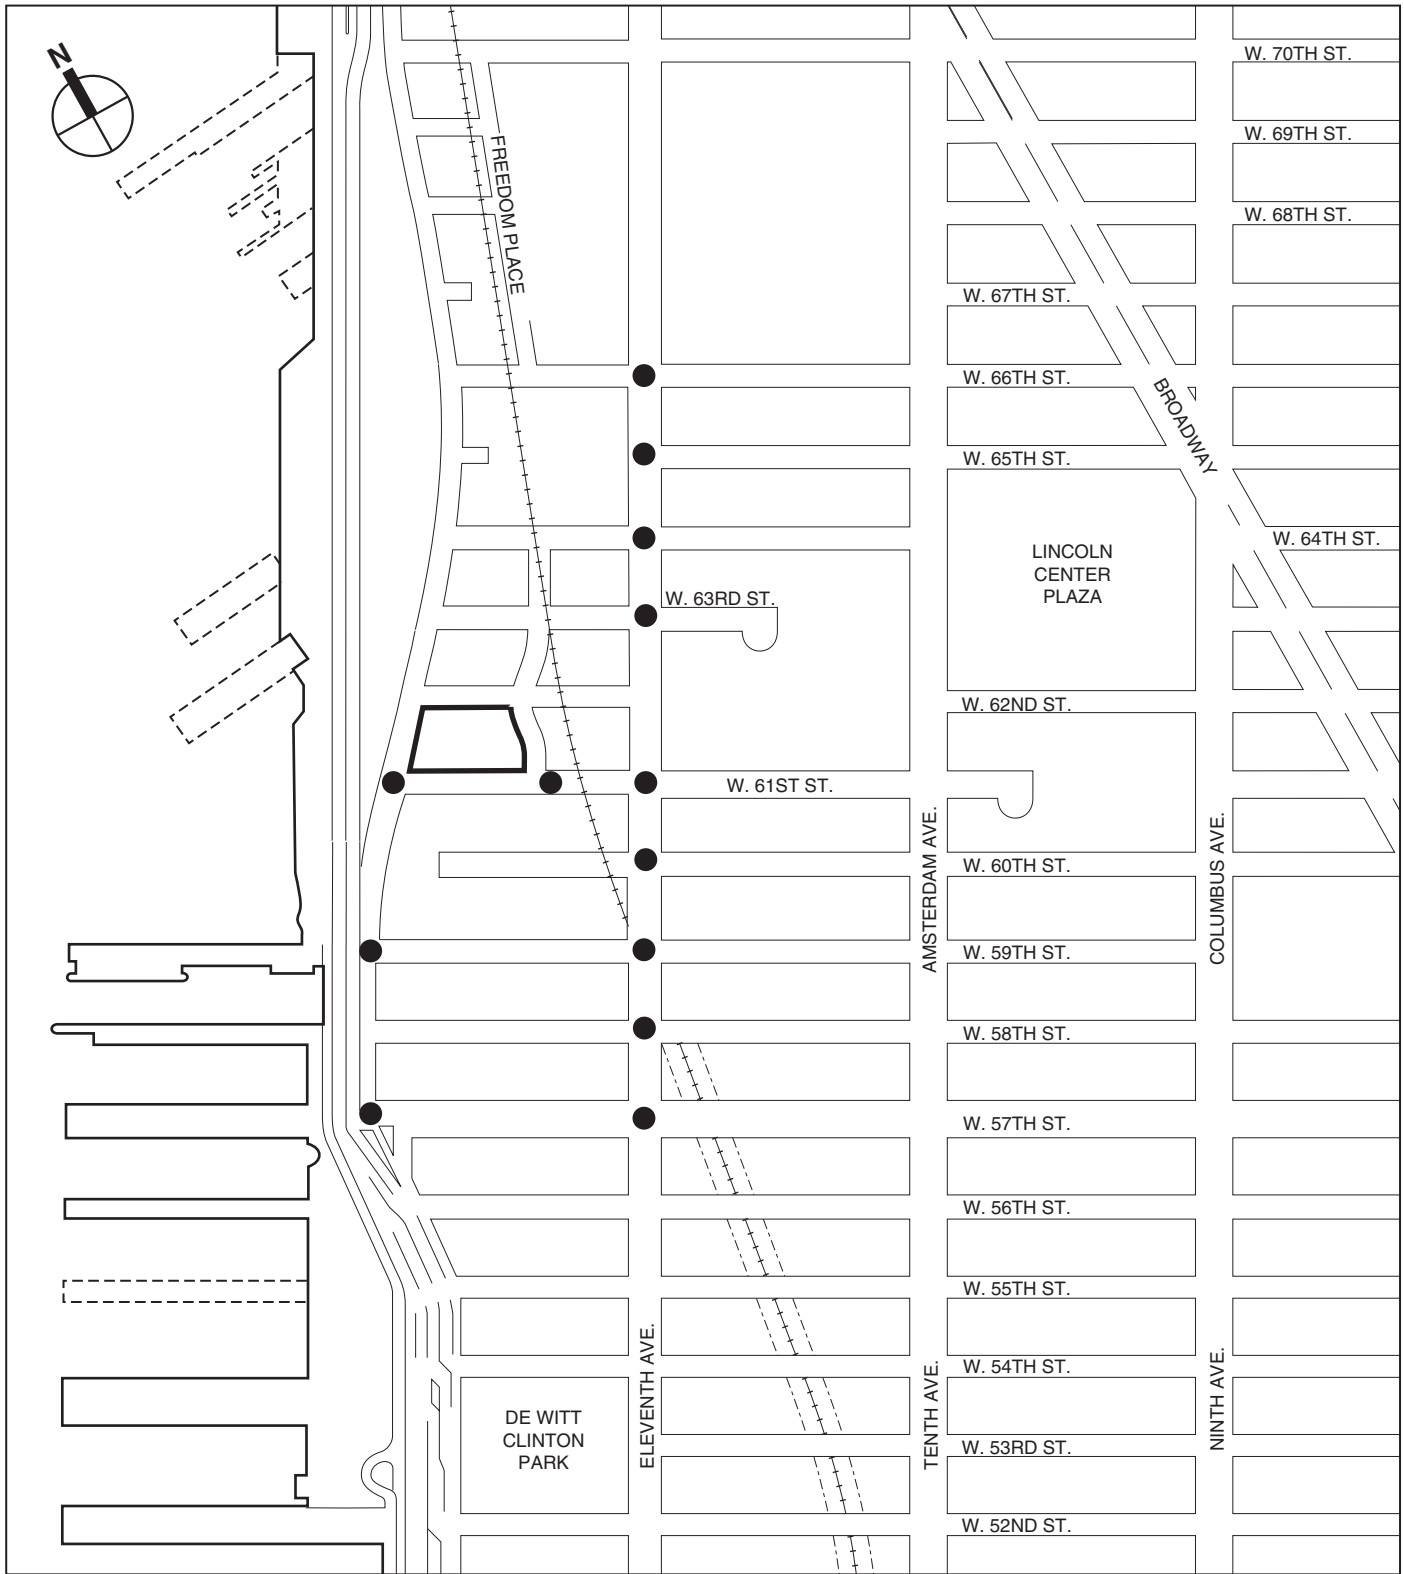 N
W. 70TH ST.
W. 69TH ST.
FREEDOM PLACE
W. 68TH ST.
W. 67TH ST.
W. 66TH ST.
BROADWAY
W. 65TH ST.
W. 64TH ST.
LINCOLN
CENTER
PLAZA
W. 63RD ST.
W. 62ND ST.
W. 61ST ST.
AMSTERDAM AVE.
COLUMBUS AVE.
W. 60TH ST.
W. 59TH ST.
W. 58TH ST.
W. 57TH ST.
W. 56TH ST.
W. 55TH ST.
ELEVENTH AVE.
TENTH AVE.
NINTH AVE.
W. 54TH ST.
DE WITT
CLINTON
PARK
W. 53RD ST.
W. 52ND ST.